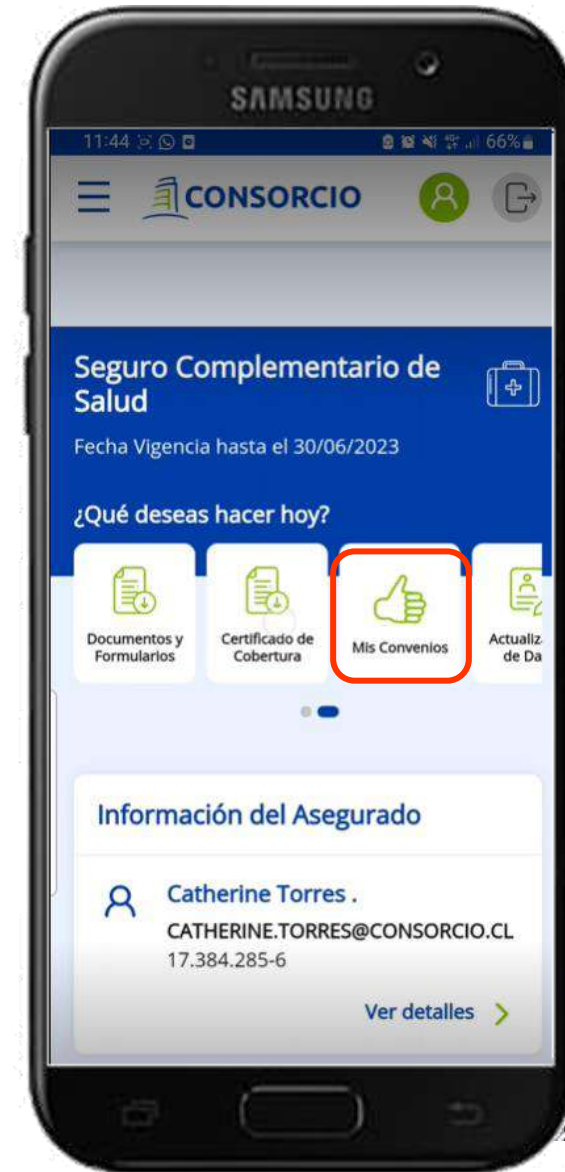 SAMSUNG
11:44 66%
CONSORCIO
Seguro Complementario de
Salud
Fecha Vigencia hasta el 30/06/2023
¿Qué deseas hacer hoy?
Documentos y
Formularios
Certificado de
Cobertura
Mis Convenios
Actualiz
de Da
Información del Asegurado
Catherine Torres .
CATHERINE.TORRES@CONSORCIO.CL
17.384.285-6
Ver detalles